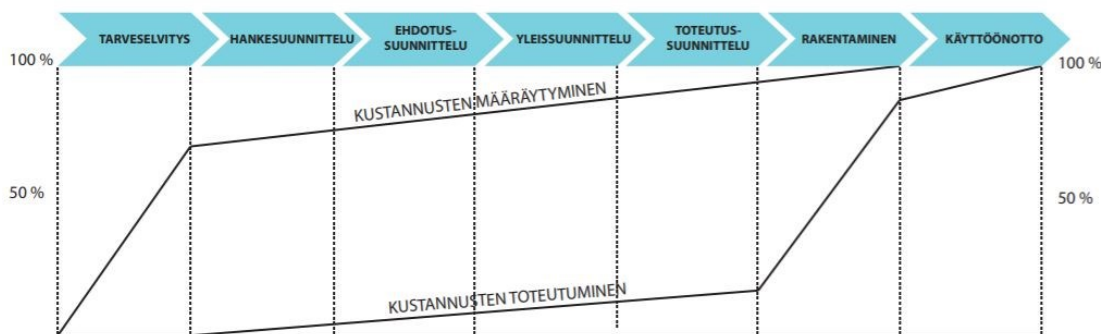 TARVESELVITYS
HANKESUUNNITTELU
EHDOTUS-
SUUNNITTELU
YLEISSUUNNITTELU
TOTEUTUS-
SUUNNITTELU
RAKENTAMINEN
KÄYTTÖÖNOTTO
100 %
100 %
KUSTANNUSTEN MÄÄRÄYTYMINEN
50 %
50 %
KUSTANNUSTEN TOTEUTUMINEN